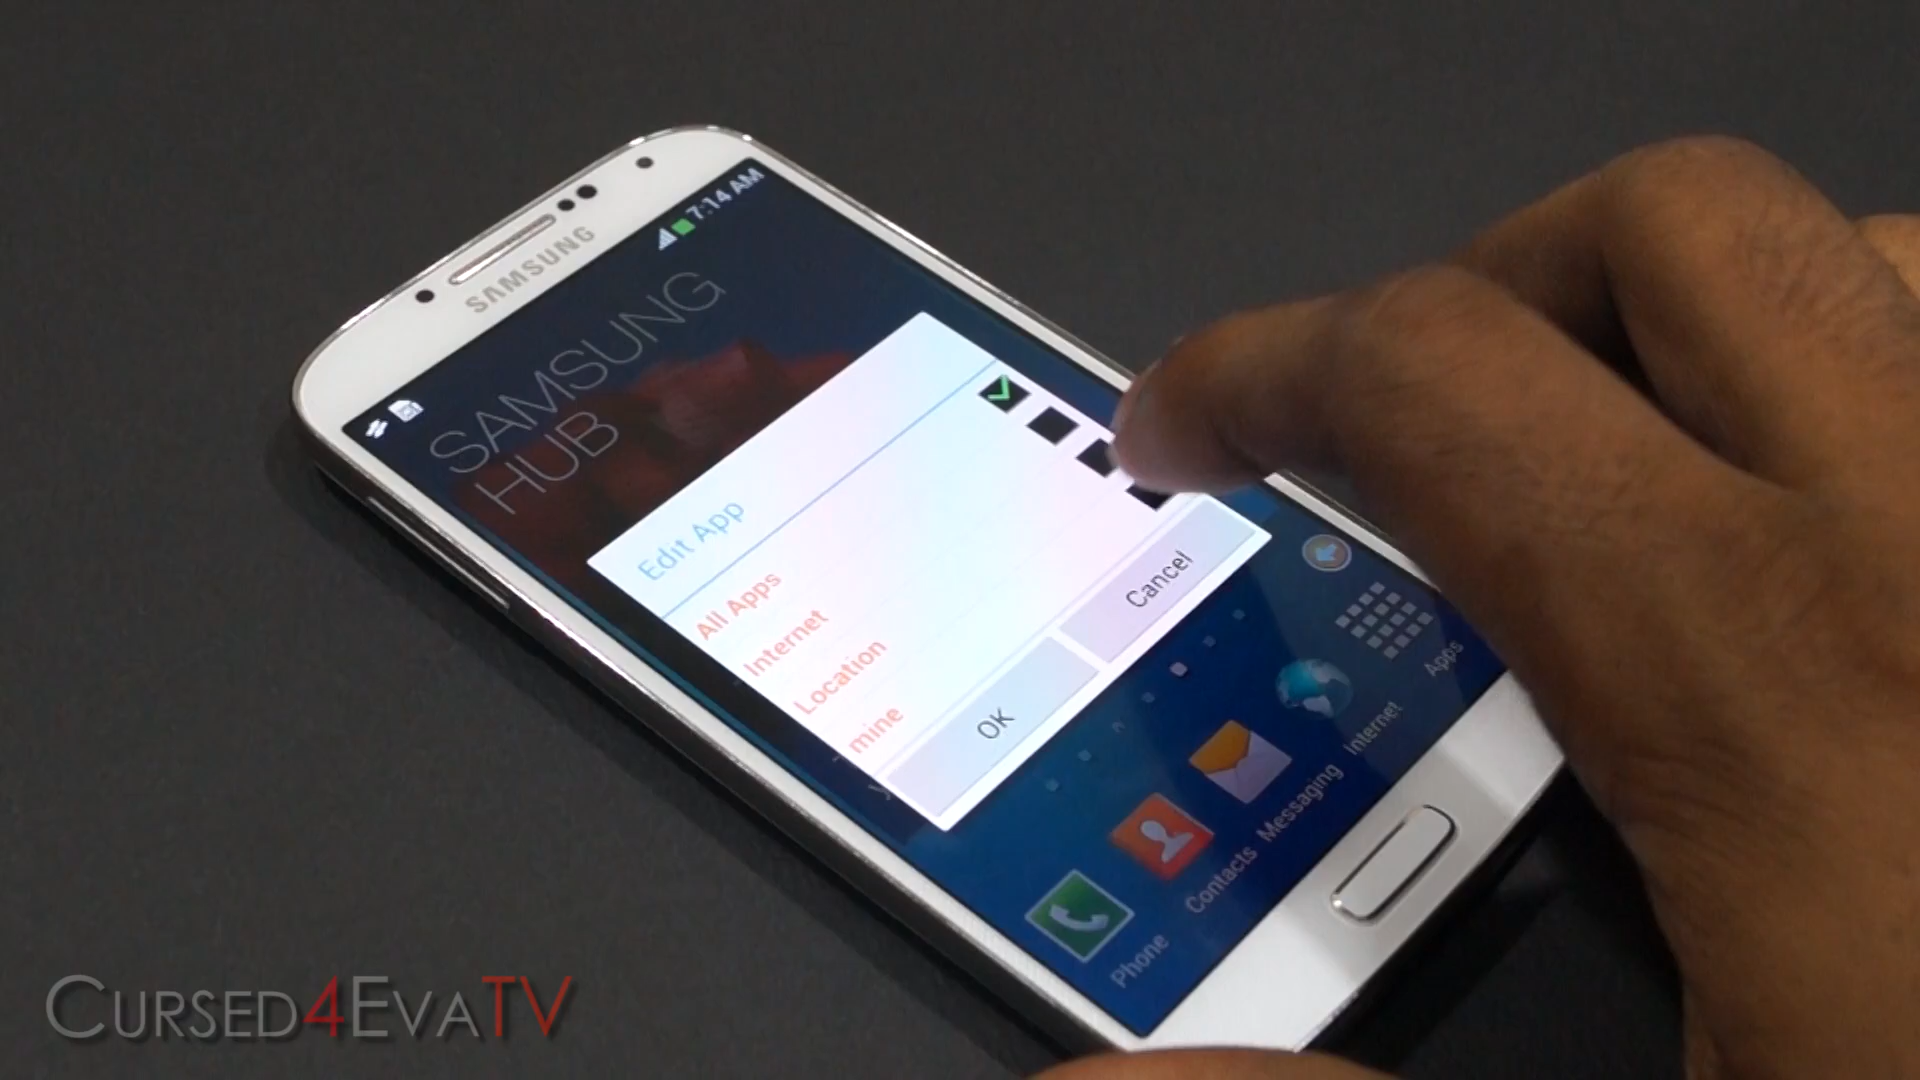 SAMSUNG
7:14 AM
SAMSUNG
HUB
Edit App
All Apps
Internet
Location
mine
OK
Cancel
Phone
Contacts
Messaging
Internet
Apps
CURSED4EVATV